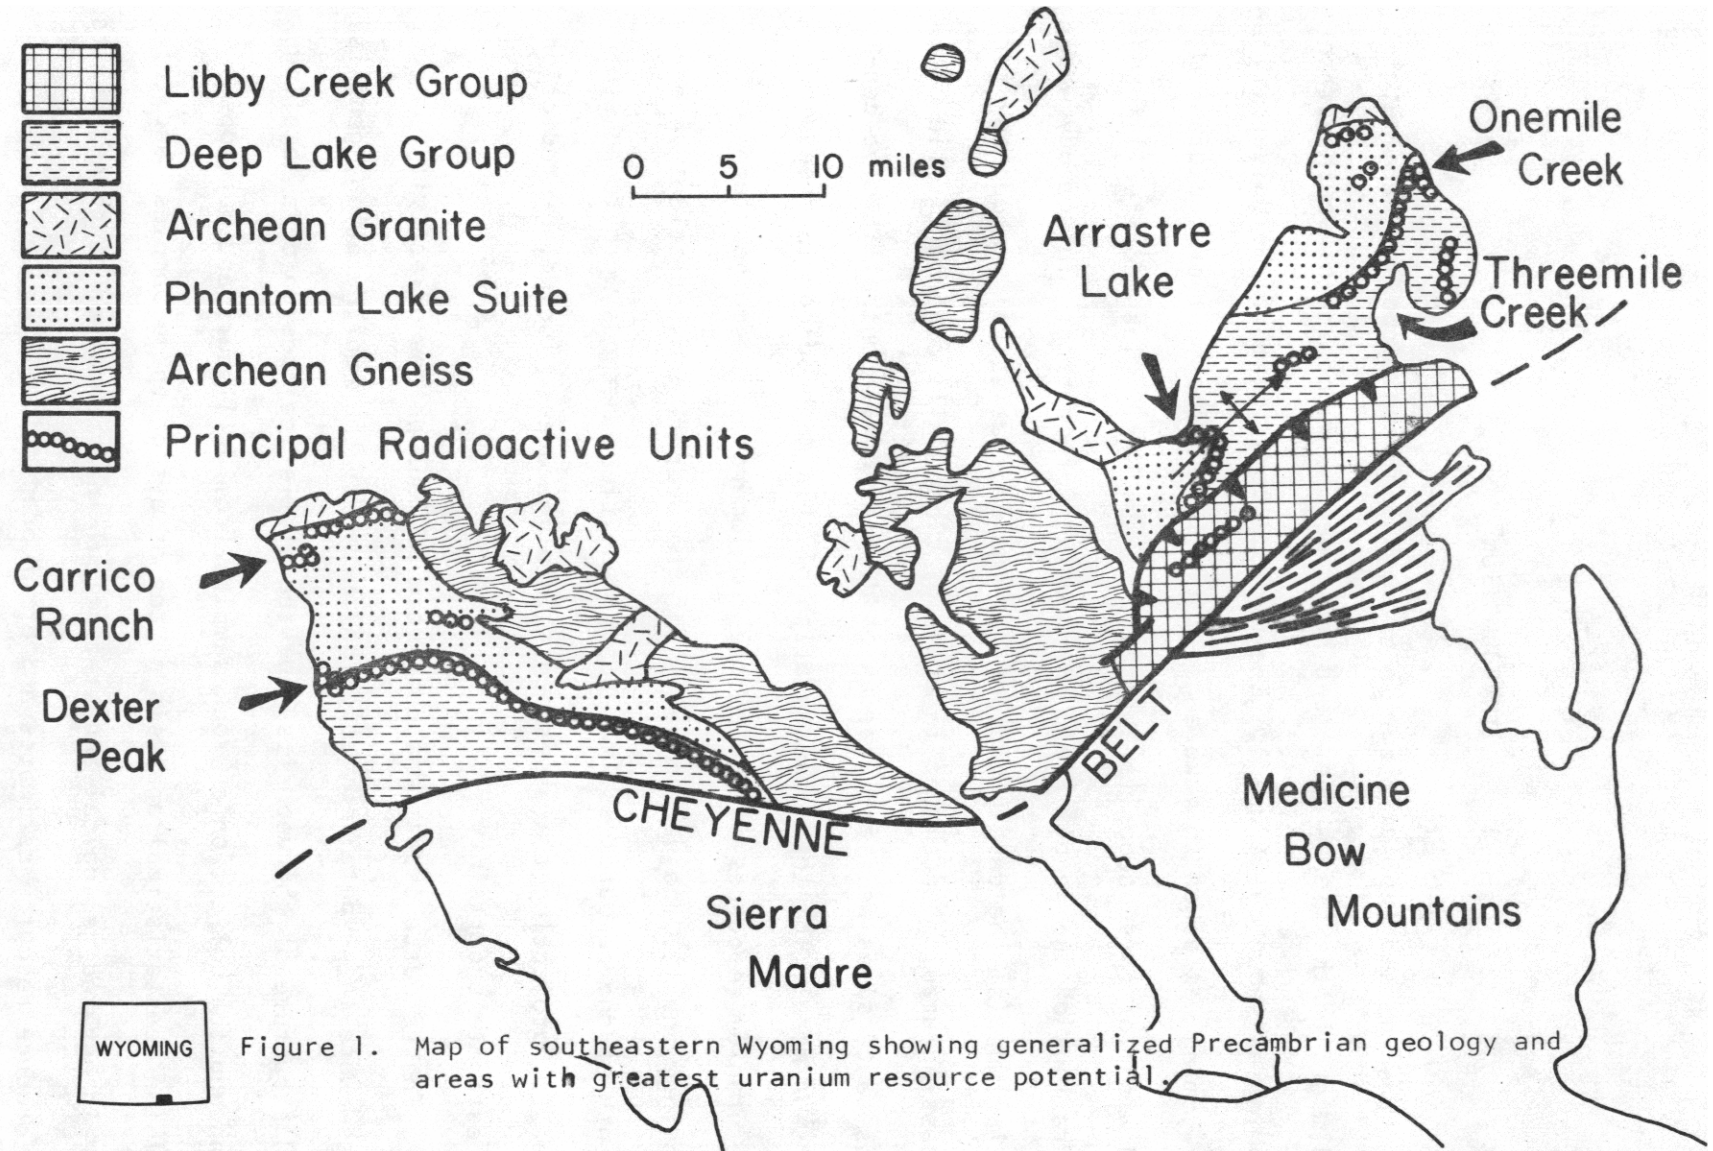 Libby Creek Group
Deep Lake Group
Archean Granite
Phantom Lake Suite
Archean Gneiss
Principal Radioactive Units
0 5 10 miles
Onemile
Creek
Arrastre
Lake
Threemile
Creek
Carrico
Ranch
Dexter
Peak
CHEYENNE
BELT
Medicine
Bow
Mountains
Sierra
Madre
WYOMING
Figure 1. Map of southeastern Wyoming showing generalized Precambrian geology and
areas with greatest uranium resource potential.